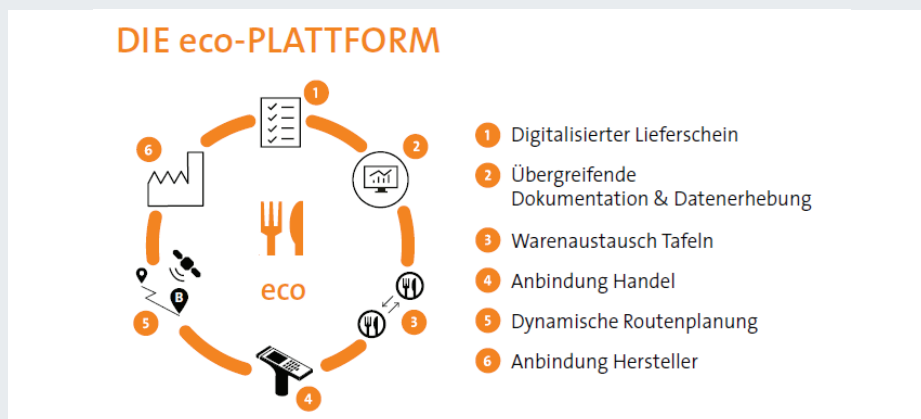 DIE eco-PLATTFORM
1
2
3
4
5
6
B
eco
1 Digitalisierter Lieferschein
2 Übergreifende
Dokumentation & Datenerhebung
3 Warenaustausch Tafeln
4 Anbindung Handel
5 Dynamische Routenplanung
6 Anbindung Hersteller